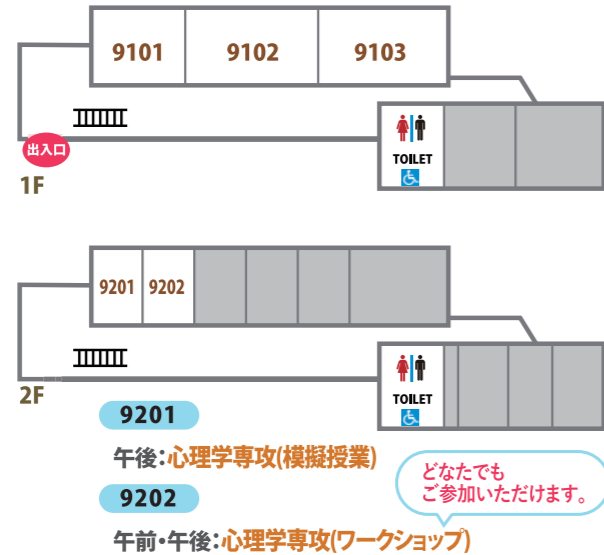 9101 9102 9103
出入口
TOILET
1F
9201 9202
2F
TOILET
9201
午後:心理学専攻(模擬授業)
どなたでも
ご参加いただけます。
9202
午前・午後:心理学専攻(ワークショップ)